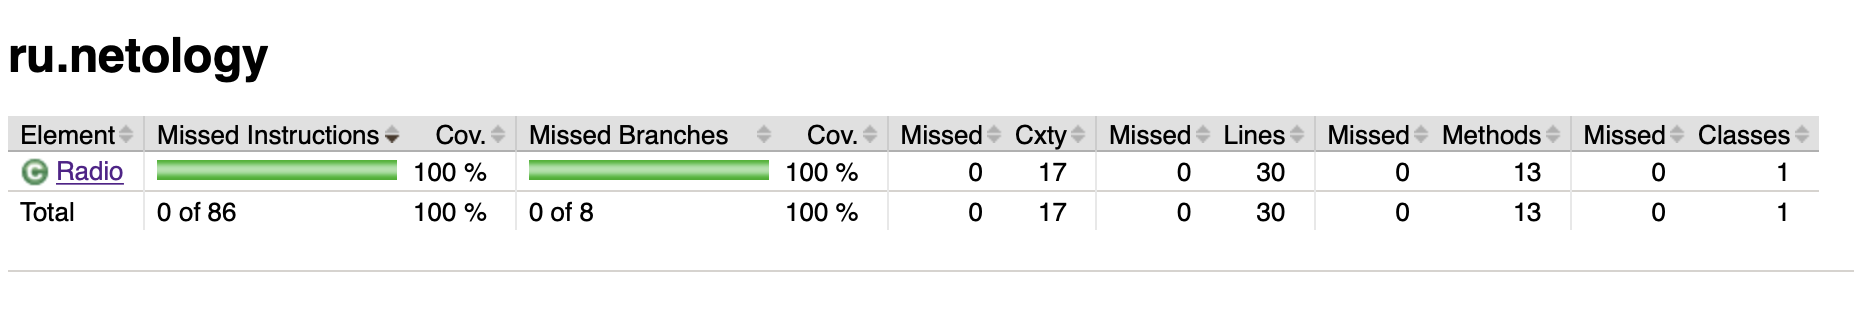 ru.netology
Element Missed Instructions Cov. Missed Branches Cov. Missed Cxty Missed Lines Missed Methods Missed Classes
C Radio 100 % 100 % 0 17 0 30 0 13 0 1
Total 0 of 86 100 % 0 of 8 100 % 0 17 0 30 0 13 0 1